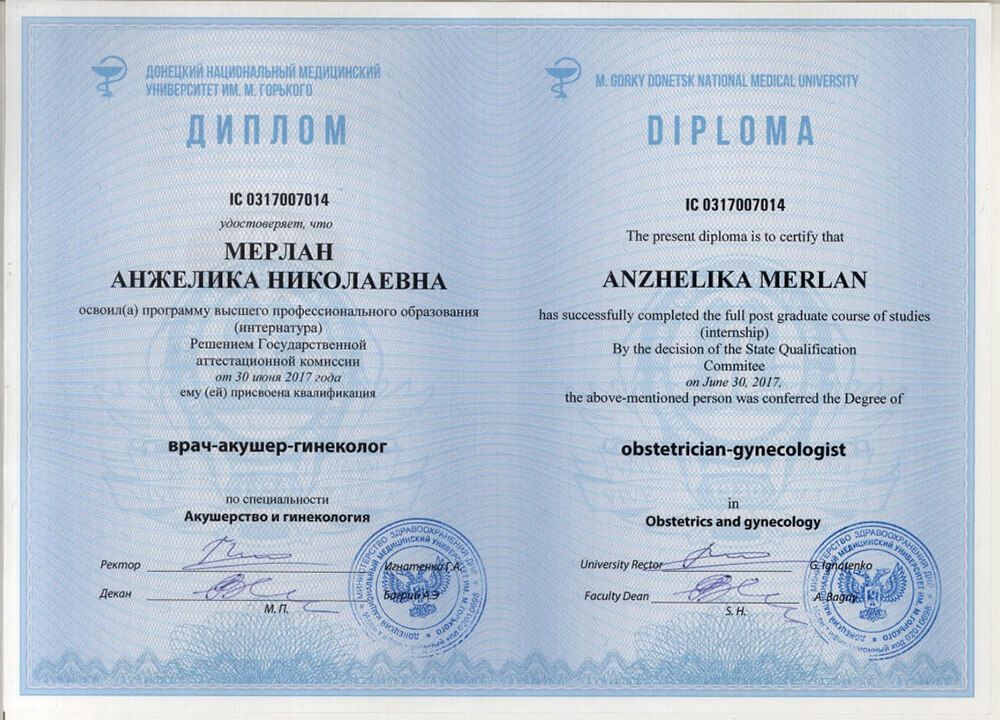 ДОНЕЦКИЙ НАЦИОНАЛЬНЫЙ МЕДИЦИНСКИЙ
УНИВЕРСИТЕТ ИМ. М. ГОРЬКОГО
ДИПЛОМ
IC 0317007014
удостоверяет, что
МЕРЛАН
АНЖЕЛИКА НИКОЛАЕВНА
освоил(а) программу высшего профессионального образования
(интернатура)
Решением Государственной
аттестационной комиссии
от 30 июня 2017 года
ему (ей) присвоена квалификация
врач-акушер-гинеколог
по специальности
Акушерство и гинекология
Ректор Игнатенко Г.А.
Декан Багрий А.Э
М. П.
M. GORKY DONETSK NATIONAL MEDICAL UNIVERSITY
DIPLOMA
IC 0317007014
The present diploma is to certify that
ANZHELIKA MERLAN
has successfully completed the full post graduate course of studies
(internship)
By the decision of the State Qualification
Commitee
on June 30, 2017,
the above-mentioned person was conferred the Degree of
obstetrician-gynecologist
in
Obstetrics and gynecology
University Rector G. Ignatenko
Faculty Dean A. Bagriy
S. H.